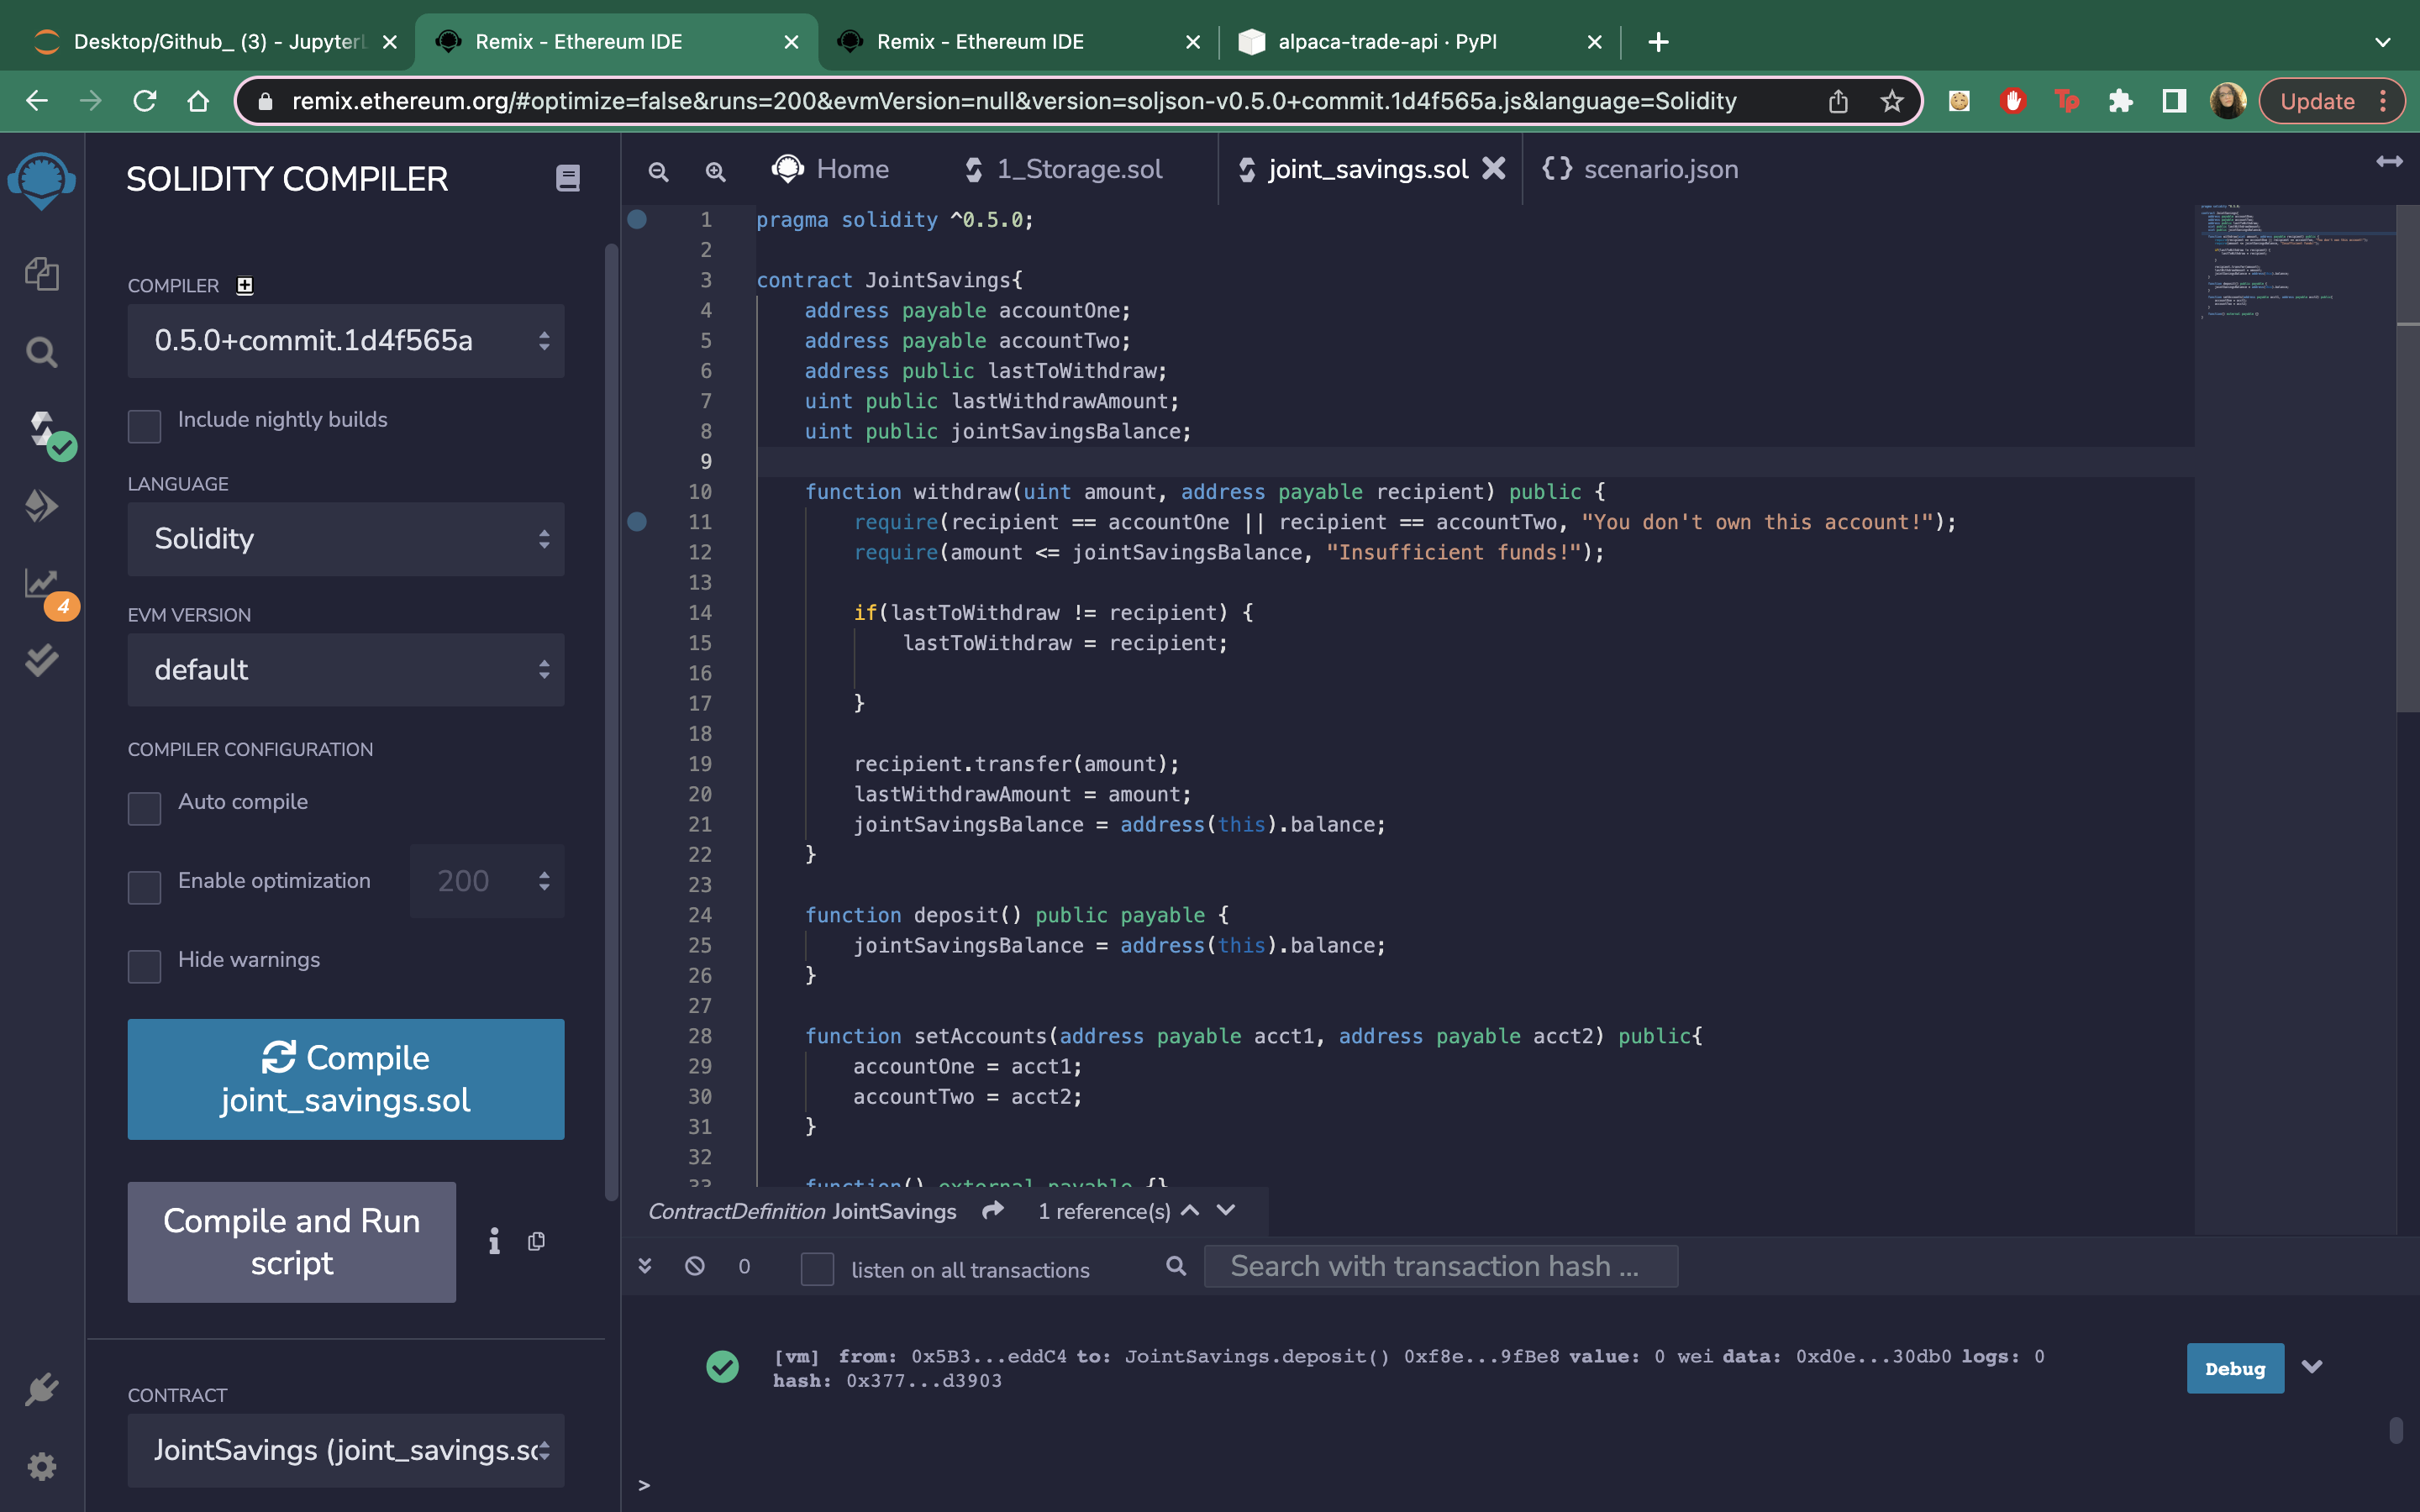 Desktop/Github_ (3) - Jupyter
Remix - Ethereum IDE
Remix - Ethereum IDE
alpaca-trade-api · PyPI
remix.ethereum.org/#optimize=false&runs=200&evmVersion=null&version=soljson-v0.5.0+commit.1d4f565a.js&language=Solidity
Tp
Update
SOLIDITY COMPILER
COMPILER
0.5.0+commit.1d4f565a
Include nightly builds
LANGUAGE
Solidity
4
EVM VERSION
default
COMPILER CONFIGURATION
Auto compile
Enable optimization
200
Hide warnings
Compile
joint_savings.sol
Compile and Run
script
CONTRACT
JointSavings (joint_savings.so
Home
1_Storage.sol
joint_savings.sol
scenario.json
1 pragma solidity ^0.5.0;
2
3 contract JointSavings{
4 address payable accountOne;
5 address payable accountTwo;
6 address public lastToWithdraw;
7 uint public lastWithdrawAmount;
8 uint public jointSavingsBalance;
9
10 function withdraw(uint amount, address payable recipient) public {
11 require(recipient == accountOne || recipient == accountTwo, "You don't own this account!");
12 require(amount <= jointSavingsBalance, "Insufficient funds!");
13
14 if(lastToWithdraw != recipient) {
15 lastToWithdraw = recipient;
16
17 }
18
19 recipient.transfer(amount);
20 lastWithdrawAmount = amount;
21 jointSavingsBalance = address(this).balance;
22 }
23
24 function deposit() public payable {
25 jointSavingsBalance = address(this).balance;
26 }
27
28 function setAccounts(address payable acct1, address payable acct2) public{
29 accountOne = acct1;
30 accountTwo = acct2;
31 }
32
33 function() external payable {}
ContractDefinition JointSavings 1 reference(s)
0
listen on all transactions
Search with transaction hash ...
[vm] from: 0x5B3...eddC4 to: JointSavings.deposit() 0xf8e...9fBe8 value: 0 wei data: 0xd0e...30db0 logs: 0
hash: 0x377...d3903
Debug
>